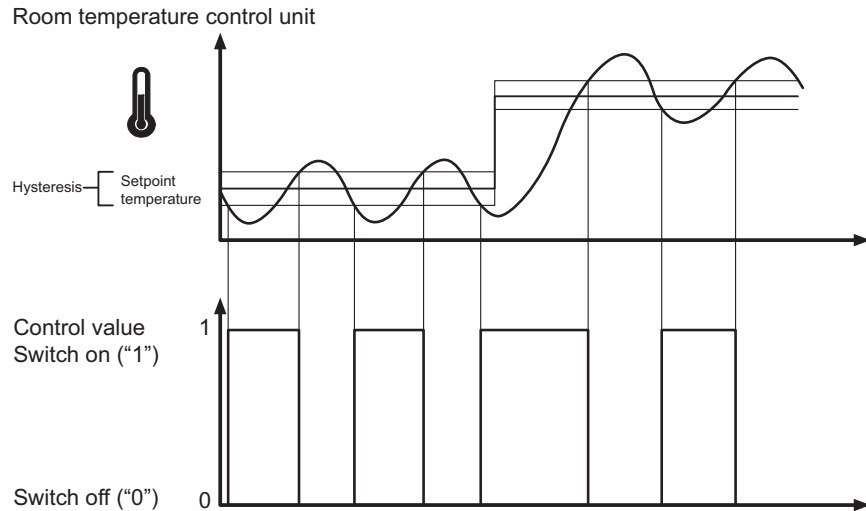 Room temperature control unit
Hysteresis
Setpoint
temperature
Control value
Switch on (“1”)
1
Switch off (“0”)
0